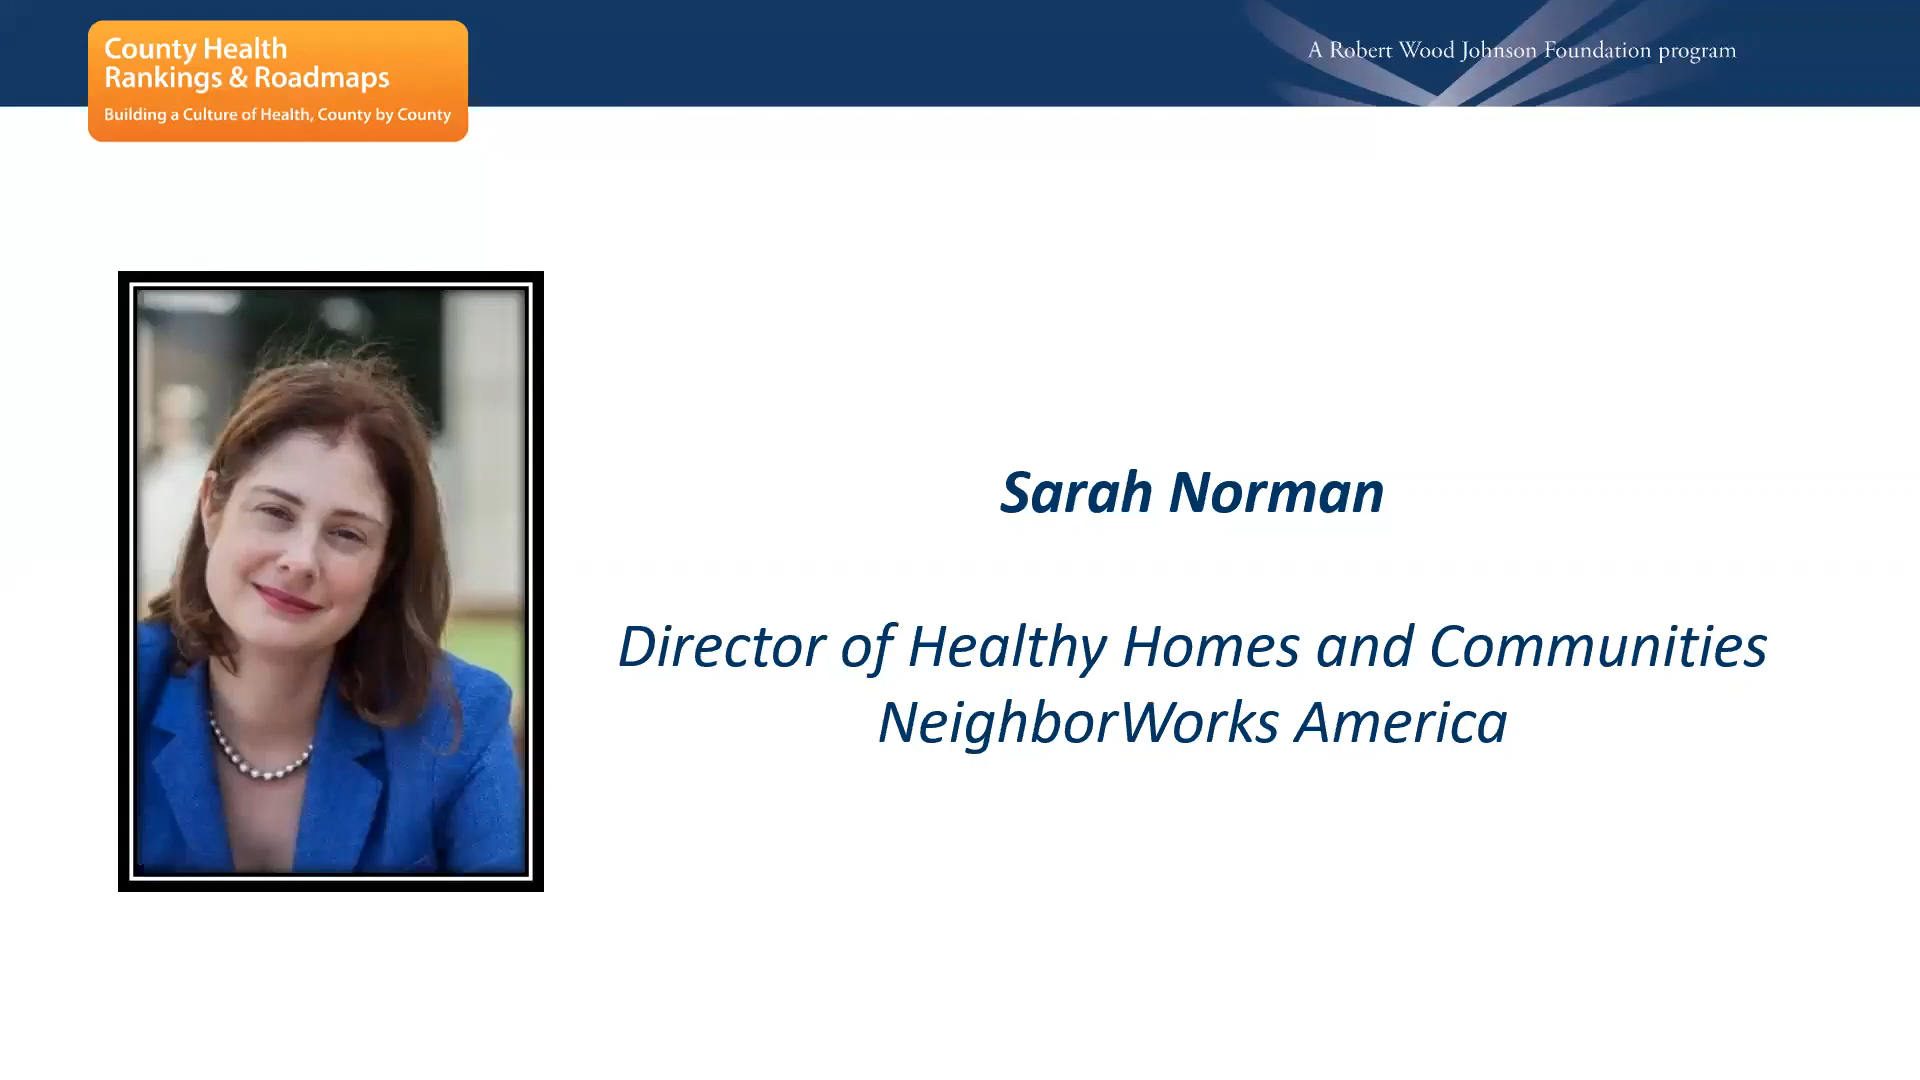 County Health
Rankings & Roadmaps
Building a Culture of Health, County by County
A Robert Wood Johnson Foundation program
Sarah Norman
Director of Healthy Homes and Communities
NeighborWorks America